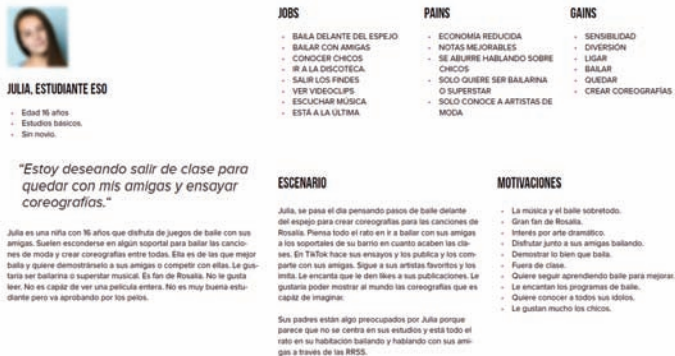 JULIA, ESTUDIANTE ESO
- Edad 16 años
- Estudios básicos.
- Sin novio.
"Estoy deseando salir de clase para
quedar con mis amigas y ensayar
coreografías."
Julia es una niña con 16 años que disfruta de juegos de baile con sus
amigas. Suelen esconderse en algún soportal para bailar las cancio-
nes de moda y crear coreografías entre todas. Ella es de las que mejor
baila y quiere demostrárselo a sus amigas o competir con ellas. Le gus-
taría ser bailarina o superstar musical. Es fan de Rosalía. No le gusta
leer. No es capáz de ver una película entera. No es muy buena estu-
diante pero va aprobando por los pelos.
JOBS
- BAILA DELANTE DEL ESPEJO
- BAILAR CON AMIGAS
- CONOCER CHICOS
- IR A LA DISCOTECA.
- SALIR LOS FINDES
- VER VIDEOCLIPS
- ESCUCHAR MÚSICA
- ESTÁ A LA ÚLTIMA
PAINS
- ECONOMÍA REDUCIDA
- NOTAS MEJORABLES
- SE ABURRE HABLANDO SOBRE
CHICOS
- SOLO QUIERE SER BAILARINA
O SUPERSTAR
- SOLO CONOCE A ARTISTAS DE
MODA
GAINS
- SENSIBILIDAD
- DIVERSIÓN
- LIGAR
- BAILAR
- QUEDAR
- CREAR COREOGRAFÍAS
ESCENARIO
Julia, se pasa el día pensando pasos de baile delante
del espejo para crear coreografías para las canciones de
Rosalía. Piensa todo el rato en ir a bailar con sus amigas
a los soportales de su barrio en cuanto acaben las cla-
ses. En TikTok hace sus ensayos y los publica y los com-
parte con sus amigas. Sigue a sus artistas favoritos y los
imita. Le encanta que le den likes a sus publicaciones. Le
gustaría poder mostrar al mundo las coreografías que es
capáz de imaginar.
Sus padres están algo preocupados por Julia porque
parece que no se centra en sus estudios y está todo el
rato en su habitación bailando y hablando con sus ami-
gas a través de las RRSS.
MOTIVACIONES
- La música y el baile sobretodo.
- Gran fan de Rosalía.
- Interés por arte dramático.
- Disfrutar junto a sus amigas bailando.
- Demostrar lo bien que baila.
- Fuera de clase.
- Quiere seguir aprendiendo baile para mejorar.
- Le encantan los programas de baile.
- Quiere conocer a todos sus idolos.
- Le gustan mucho los chicos.